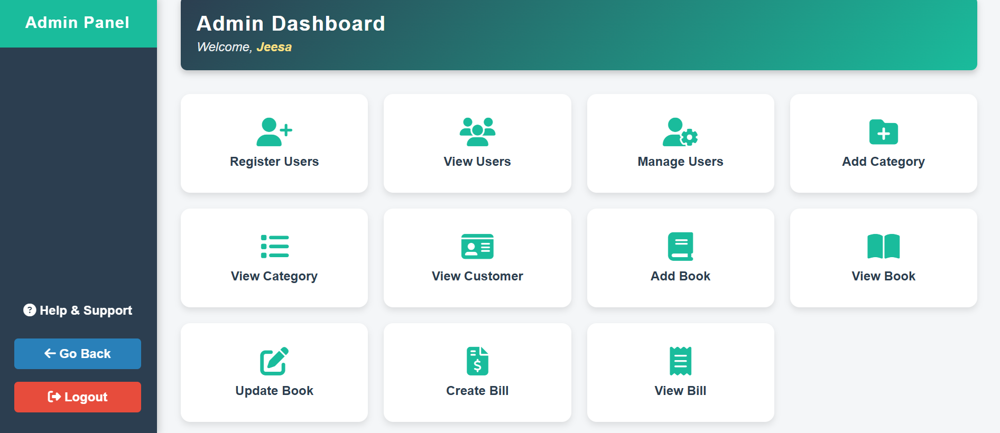 Admin Panel
Help & Support
Go Back
Logout
Admin Dashboard
Welcome, Jeesa
Register Users
View Users
Manage Users
Add Category
View Category
View Customer
Add Book
View Book
Update Book
Create Bill
View Bill